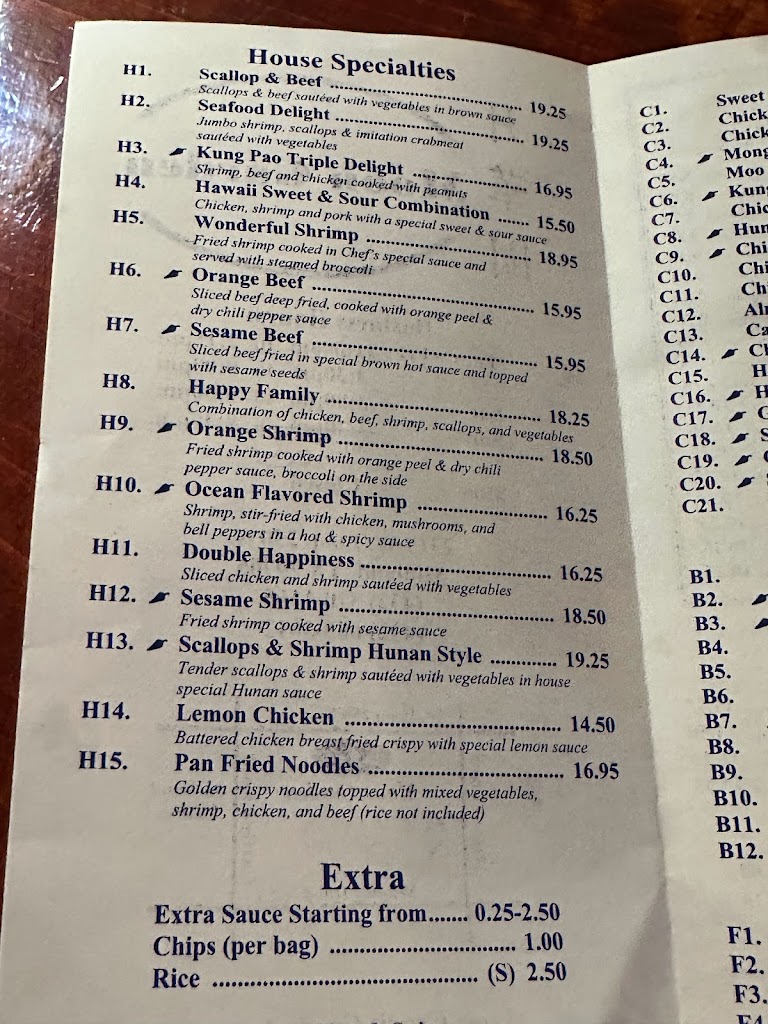 House Specialties
H1. Scallop & Beef ........ 19.25
Scallops & beef sautéed with vegetables in brown sauce
H2. Seafood Delight ........ 19.25
Jumbo shrimp, scallops & imitation crabmeat
sautéed with vegetables
H3. Kung Pao Triple Delight ........ 16.95
Shrimp, beef and chicken cooked with peanuts
H4. Hawaii Sweet & Sour Combination ....... 15.50
Chicken, shrimp and pork with a special sweet & sour sauce
H5. Wonderful Shrimp ........ 18.95
Fried shrimp cooked in Chef's special sauce and
served with steamed broccoli
H6. Orange Beef ........ 15.95
Sliced beef deep fried, cooked with orange peel &
dry chili pepper sauce
H7. Sesame Beef ........ 15.95
Sliced beef fried in special brown hot sauce and topped
with sesame seeds
H8. Happy Family ........ 18.25
Combination of chicken, beef, shrimp, scallops, and vegetables
H9. Orange Shrimp ........ 18.50
Fried shrimp cooked with orange peel & dry chili
pepper sauce, broccoli on the side
H10. Ocean Flavored Shrimp ........ 16.25
Shrimp, stir-fried with chicken, mushrooms, and
bell peppers in a hot & spicy sauce
H11. Double Happiness ........ 16.25
Sliced chicken and shrimp sautéed with vegetables
H12. Sesame Shrimp ........ 18.50
Fried shrimp cooked with sesame sauce
H13. Scallops & Shrimp Hunan Style ........ 19.25
Tender scallops & shrimp sautéed with vegetables in house
special Hunan sauce
H14. Lemon Chicken ........ 14.50
Battered chicken breast fried crispy with special lemon sauce
H15. Pan Fried Noodles ........ 16.95
Golden crispy noodles topped with mixed vegetables,
shrimp, chicken, and beef (rice not included)
Extra
Extra Sauce Starting from....... 0.25-2.50
Chips (per bag) ........ 1.00
Rice ........ (S) 2.50
C1. Sweet
C2. Chick
C3. Chick
C4. Mong
C5. Moo
C6. Kung
C7. Chic
C8. Hun
C9. Chi
C10. Chi
C11. Ch
C12. Al
C13. Ca
C14. Ch
C15. H
C16. H
C17. G
C18. S
C19.
C20.
C21.
B1.
B2.
B3.
B4.
B5.
B6.
B7.
B8.
B9.
B10.
B11.
B12.
F1.
F2.
F3.
F4